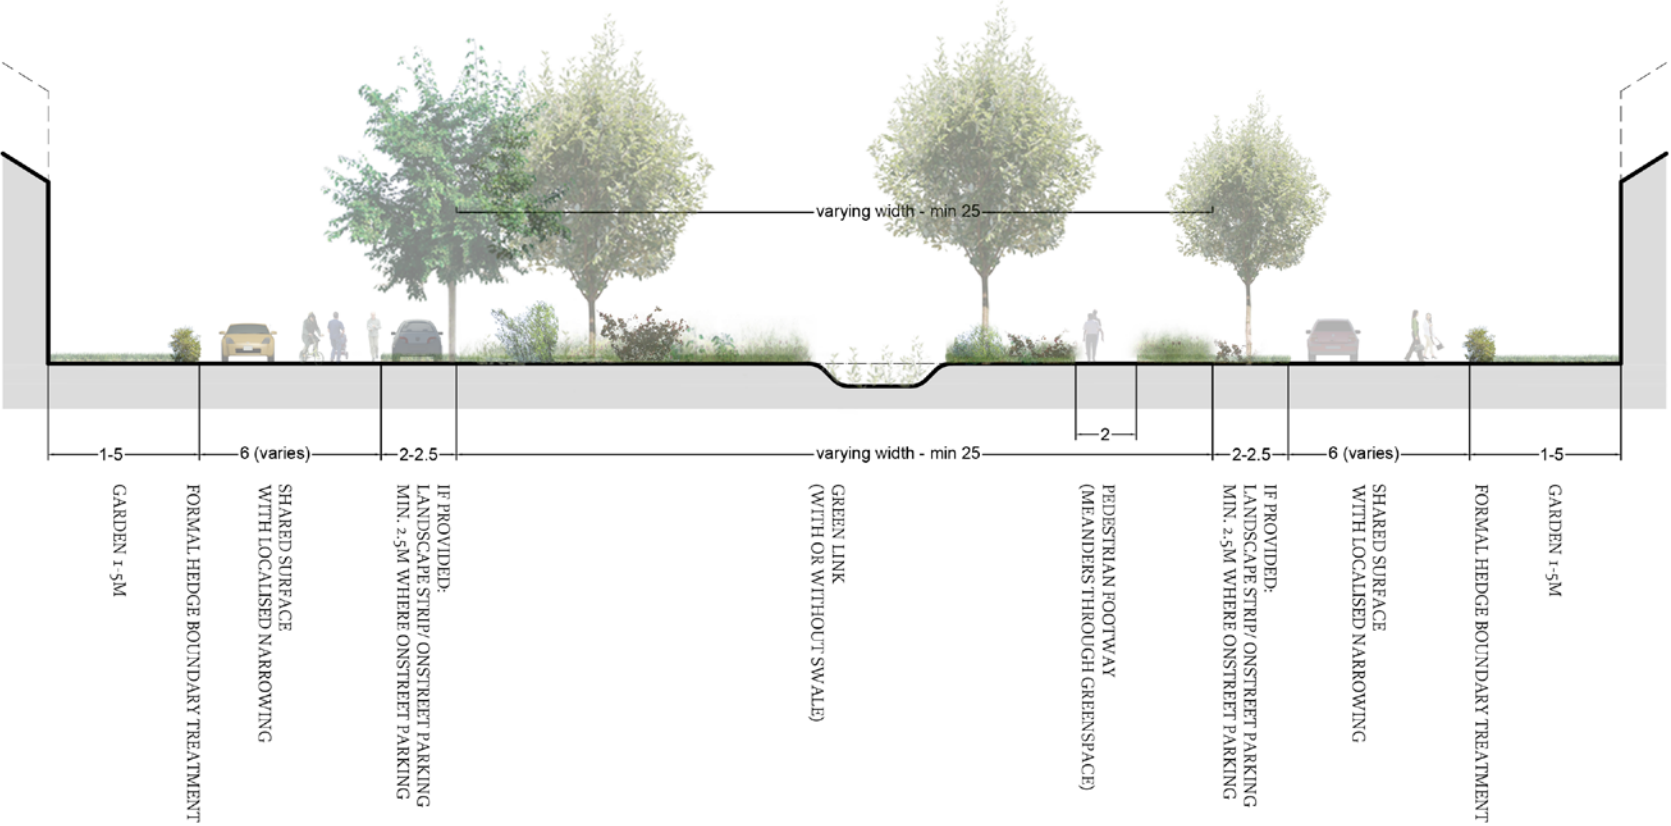 varying width - min 25
1-5
6 (varies)
2-2.5
varying width - min 25
2
2-2.5
6 (varies)
1-5
GARDEN 1-5M
FORMAL HEDGE BOUNDARY TREATMENT
SHARED SURFACE
WITH LOCALISED NARROWING
IF PROVIDED:
LANDSCAPE STRIP/ ONSTREET PARKING
MIN. 2.5M WHERE ONSTREET PARKING
GREEN LINK
(WITH OR WITHOUT SWALE)
PEDESTRIAN FOOTWAY
(MEANDERS THROUGH GREENSPACE)
IF PROVIDED:
LANDSCAPE STRIP/ ONSTREET PARKING
MIN. 2.5M WHERE ONSTREET PARKING
SHARED SURFACE
WITH LOCALISED NARROWING
FORMAL HEDGE BOUNDARY TREATMENT
GARDEN 1-5M